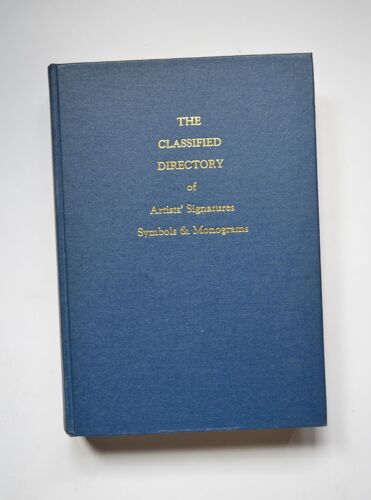 THE
CLASSIFIED
DIRECTORY
of
Artists' Signatures
Symbols & Monograms